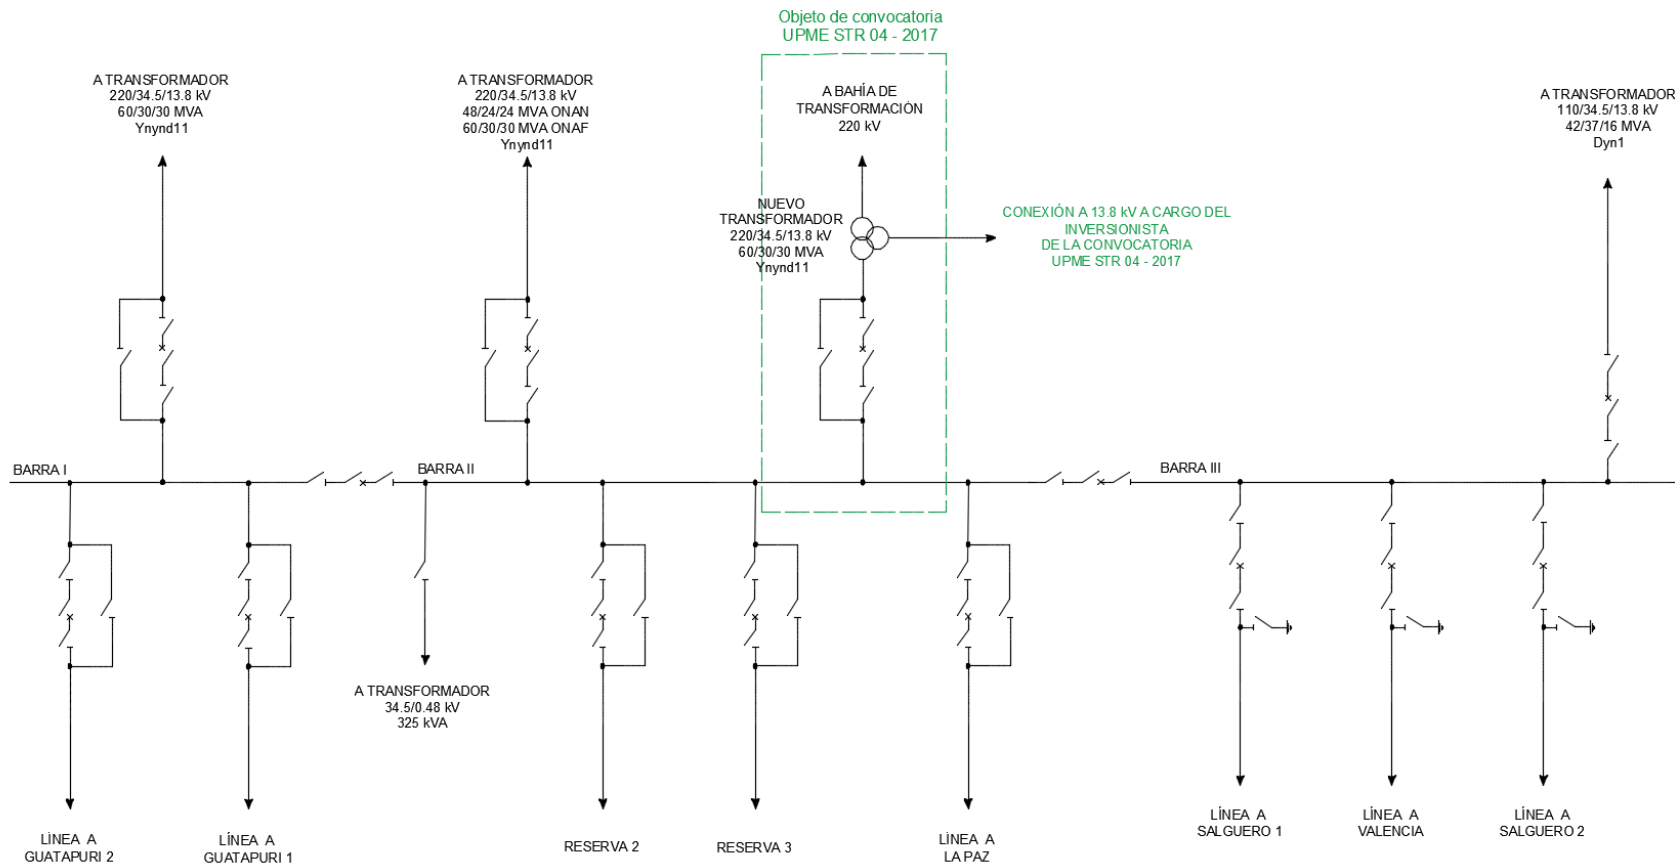 Objeto de convocatoria
UPME STR 04 - 2017
A TRANSFORMADOR
220/34.5/13.8 kV
60/30/30 MVA
Ynynd11
A TRANSFORMADOR
220/34.5/13.8 kV
48/24/24 MVA ONAN
60/30/30 MVA ONAF
Ynynd11
A BAHÍA DE
TRANSFORMACIÓN
220 kV
A TRANSFORMADOR
110/34.5/13.8 kV
42/37/16 MVA
Dyn1
NUEVO
TRANSFORMADOR
220/34.5/13.8 kV
60/30/30 MVA
Ynynd11
CONEXIÓN A 13.8 kV A CARGO DEL
INVERSIONISTA
DE LA CONVOCATORIA
UPME STR 04 - 2017
BARRA I
BARRA II
BARRA III
A TRANSFORMADOR
34.5/0.48 kV
325 kVA
LÍNEA A
GUATAPURI 2
LÍNEA A
GUATAPURI 1
RESERVA 2
RESERVA 3
LÍNEA A
LA PAZ
LÍNEA A
SALGUERO 1
LÍNEA A
VALENCIA
LÍNEA A
SALGUERO 2